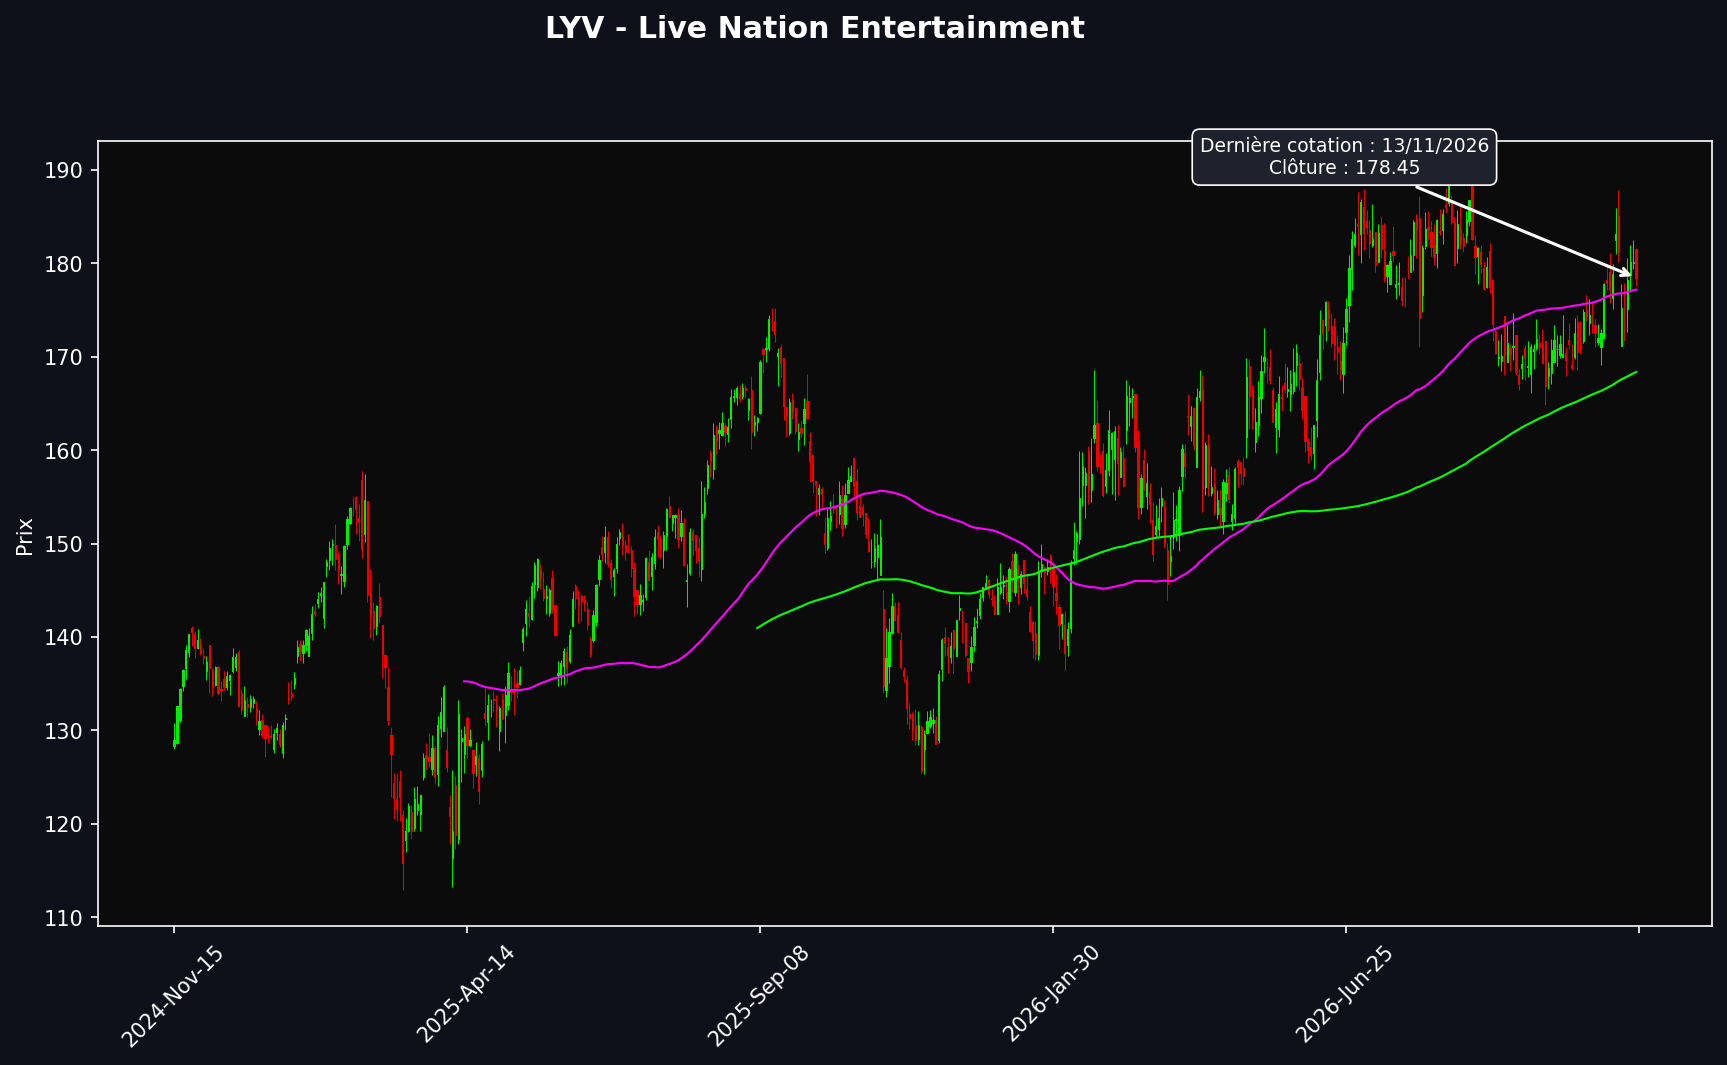 LYV - Live Nation Entertainment
Dernière cotation : 13/11/2026
Clôture : 178.45
190
180
170
160
150
140
130
120
110
Prix
2024-Nov-15
2025-Apr-14
2025-Sep-08
2026-Jan-30
2026-Jun-25